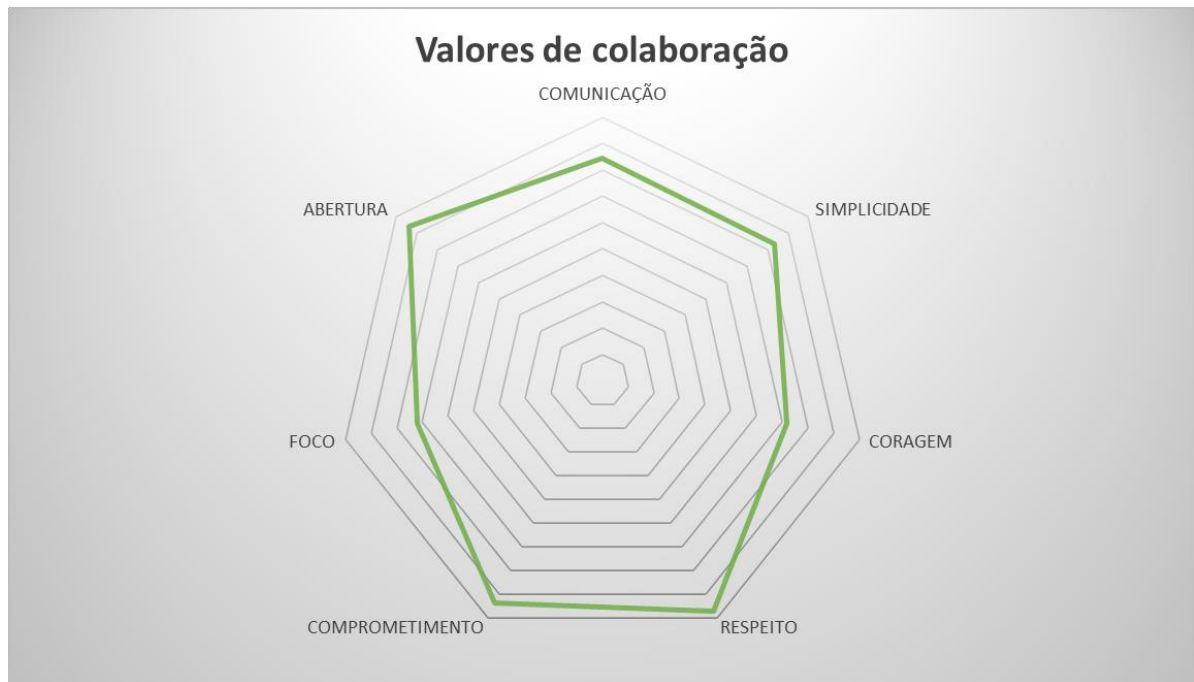 Valores de colaboração
COMUNICAÇÃO
ABERTURA
SIMPLICIDADE
FOCO
CORAGEM
COMPROMETIMENTO
RESPEITO